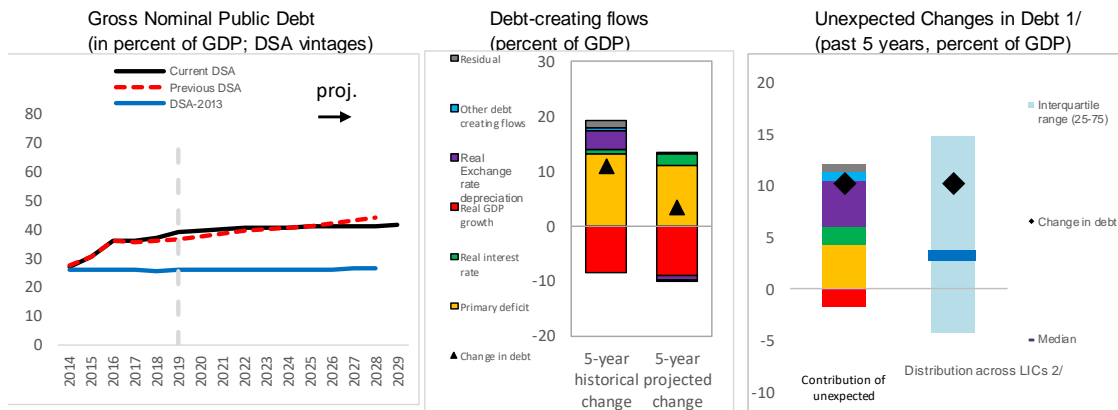 Gross Nominal Public Debt
(in percent of GDP; DSA vintages)
Current DSA
Previous DSA
DSA-2013
proj.
80
70
60
50
40
30
20
10
0
2014
2015
2016
2017
2018
2019
2020
2021
2022
2023
2024
2025
2026
2027
2028
2029
Debt-creating flows
(percent of GDP)
Residual
Other debt
creating flows
Real
Exchange rate
depreciation
Real GDP
growth
Real interest
rate
Primary deficit
Change in debt
30
20
10
0
-10
-20
5-year
historical
change
5-year
projected
change
Unexpected Changes in Debt 1/
(past 5 years, percent of GDP)
20
15
10
5
0
-5
-10
Interquartile
range (25-75)
Change in debt
Median
Contribution of
unexpected
Distribution across LICs 2/